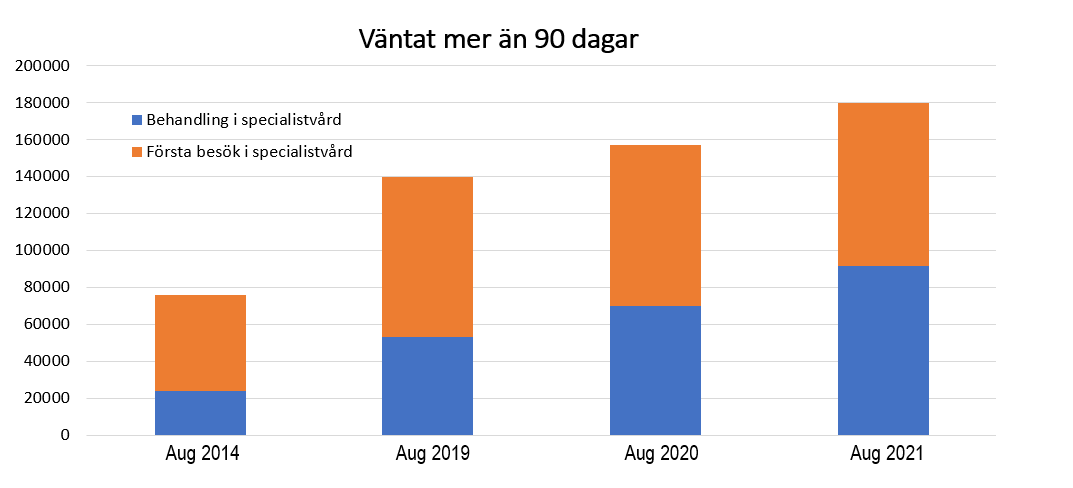 Väntat mer än 90 dagar
200000
180000
160000
140000
120000
100000
80000
60000
40000
20000
0
Behandling i specialistvård
Första besök i specialistvård
Aug 2014
Aug 2019
Aug 2020
Aug 2021